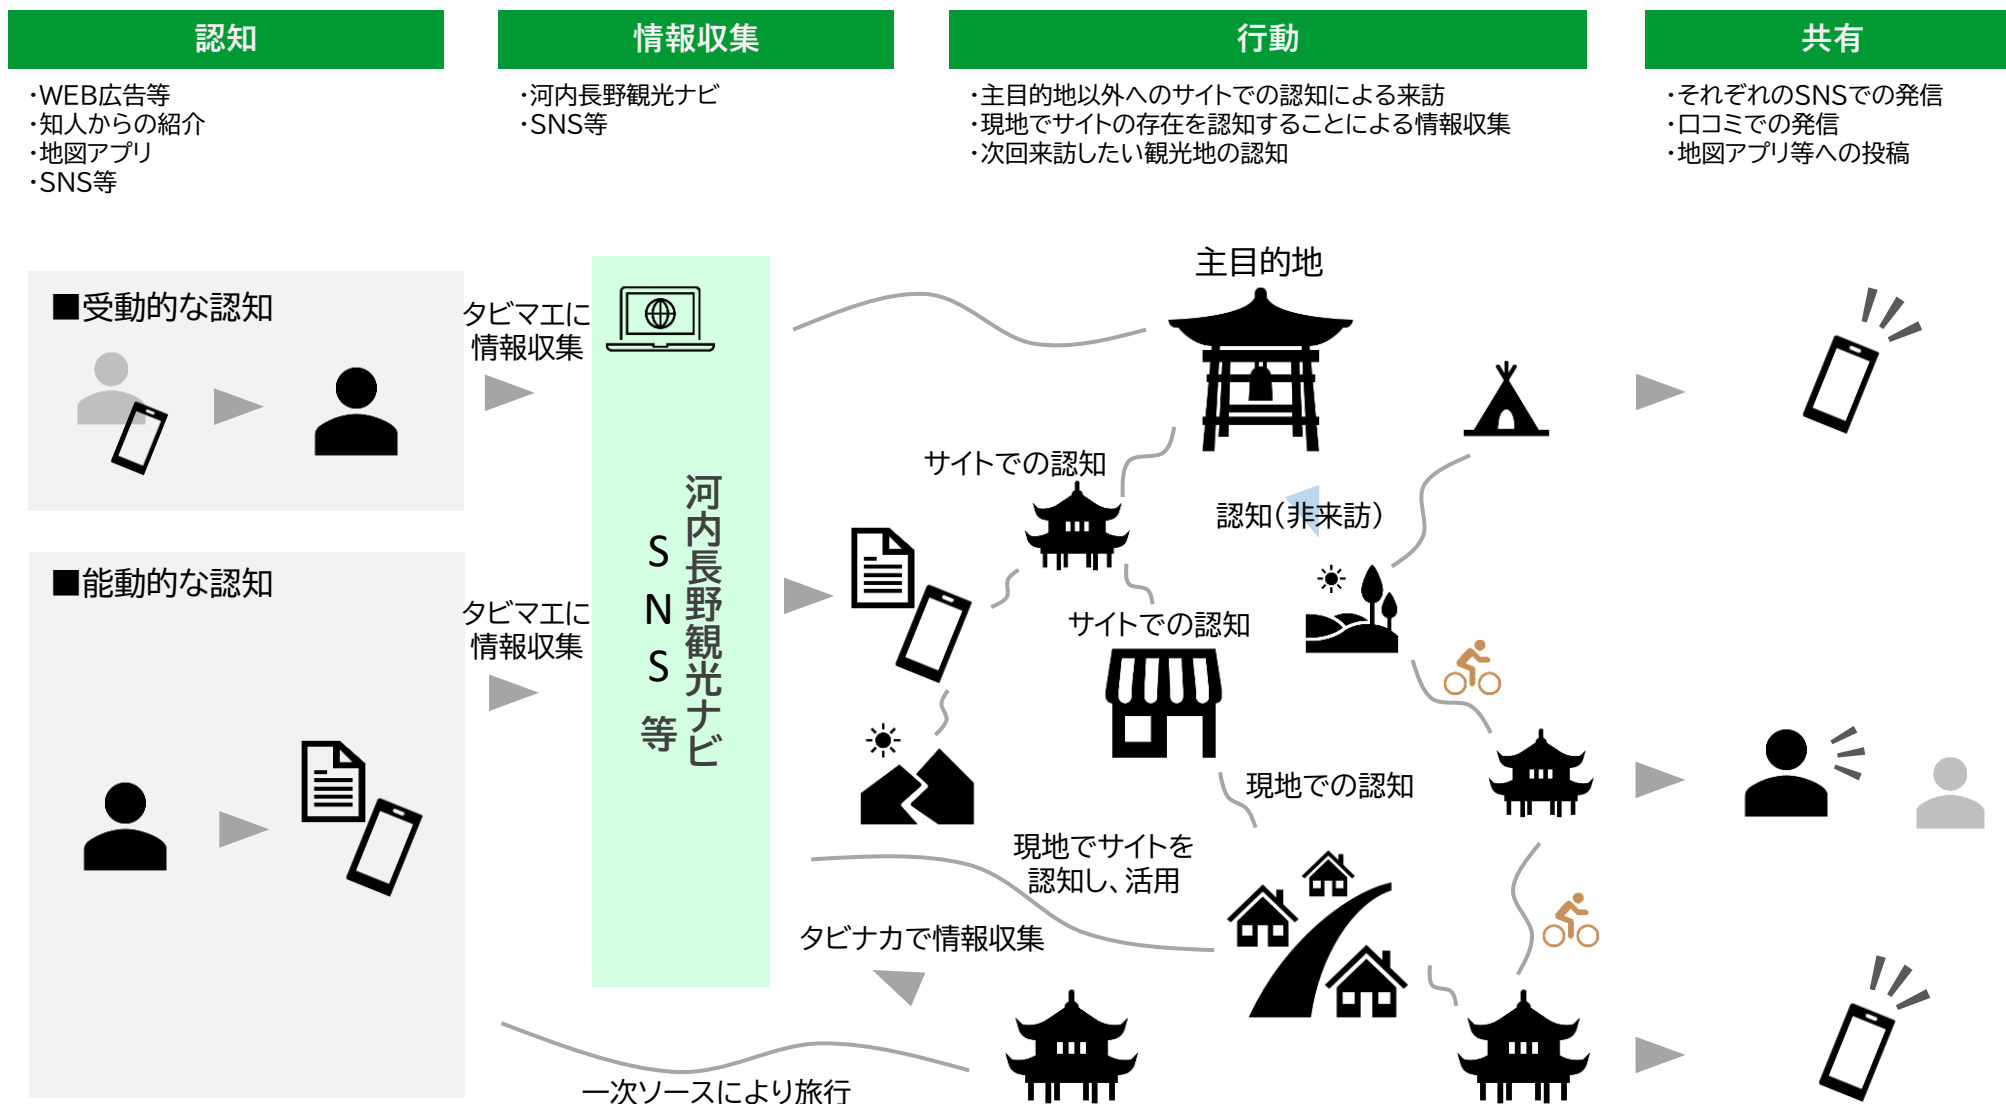 認知
・WEB広告等
・知人からの紹介
・地図アプリ
・SNS等
情報収集
・河内長野観光ナビ
・SNS等
行動
・主目的地以外へのサイトでの認知による来訪
・現地でサイトの存在を認知することによる情報収集
・次回来訪したい観光地の認知
共有
・それぞれのSNSでの発信
・口コミでの発信
・地図アプリ等への投稿
■受動的な認知
タビマエに
情報収集
■能動的な認知
タビマエに
情報収集
河内長野観光ナビ
SNS等
主目的地
サイトでの認知
認知(非来訪)
サイトでの認知
現地での認知
現地でサイトを
認知し、活用
タビナカで情報収集
一次ソースにより旅行